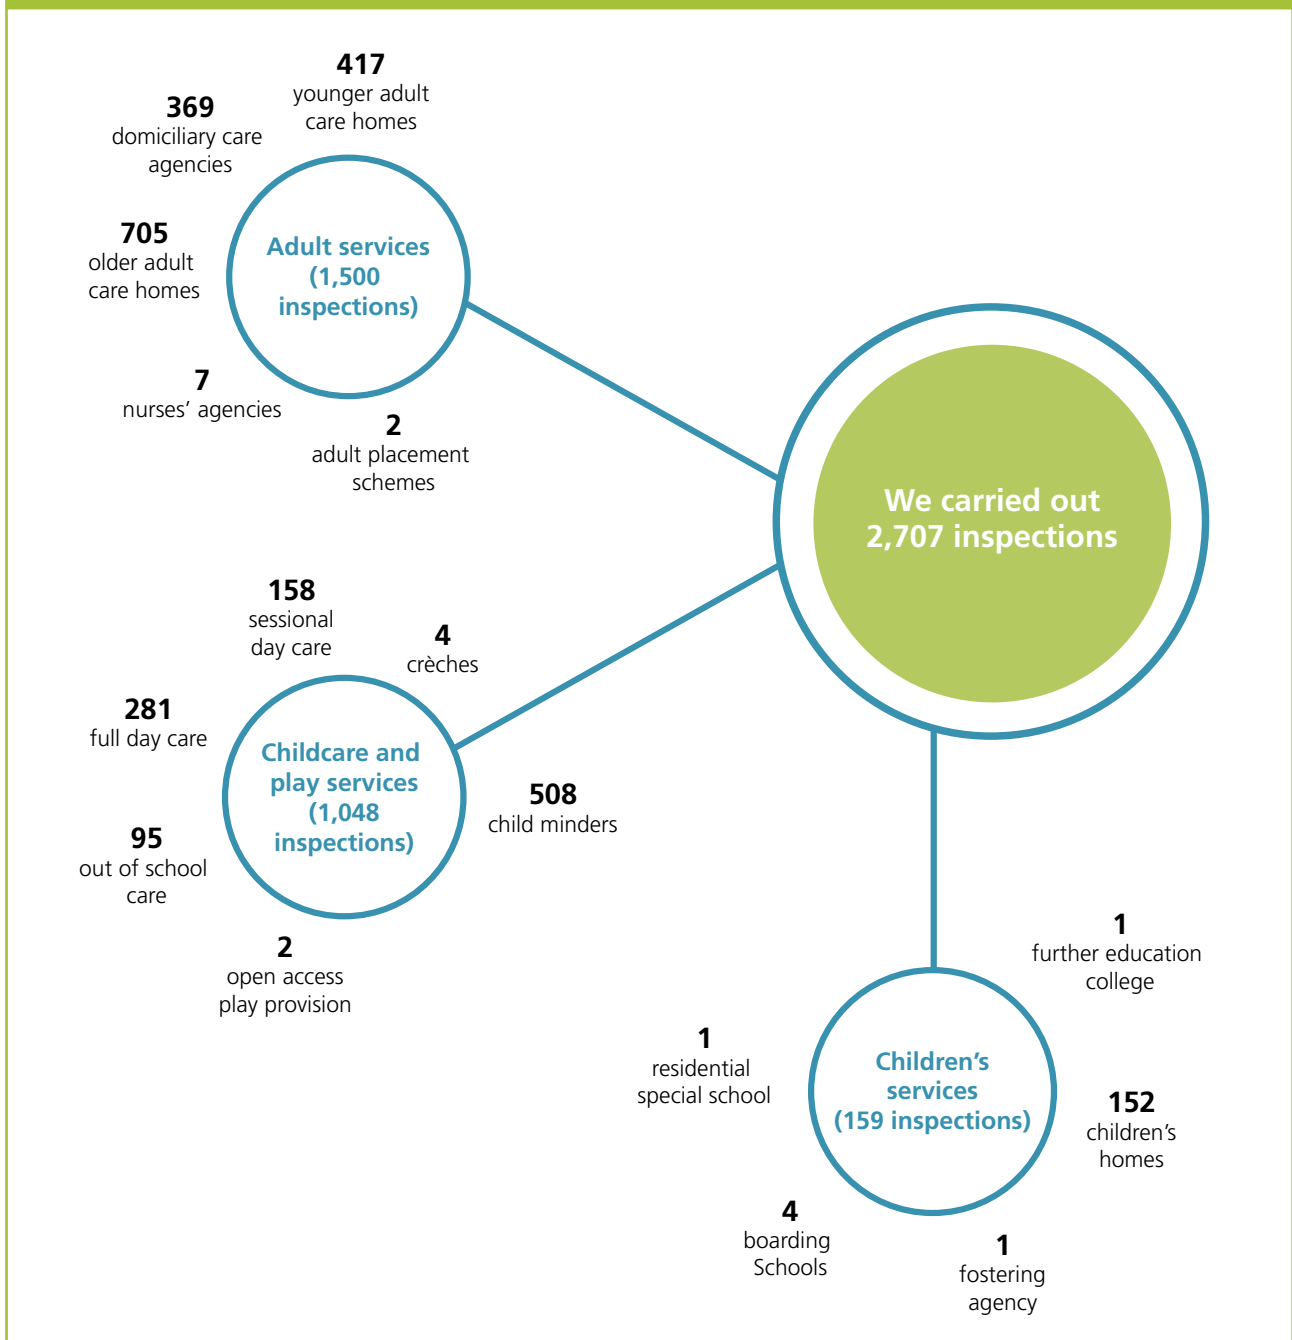 417
younger adult
care homes
369
domiciliary care
agencies
705
older adult
care homes
Adult services
(1,500
inspections)
7
nurses’ agencies
2
adult placement
schemes
We carried out
2,707 inspections
158
sessional
day care
4
crèches
281
full day care
Childcare and
play services
(1,048
inspections)
508
child minders
95
out of school
care
2
open access
play provision
1
further education
college
1
residential
special school
Children’s
services
(159 inspections)
152
children’s
homes
4
boarding
Schools
1
fostering
agency